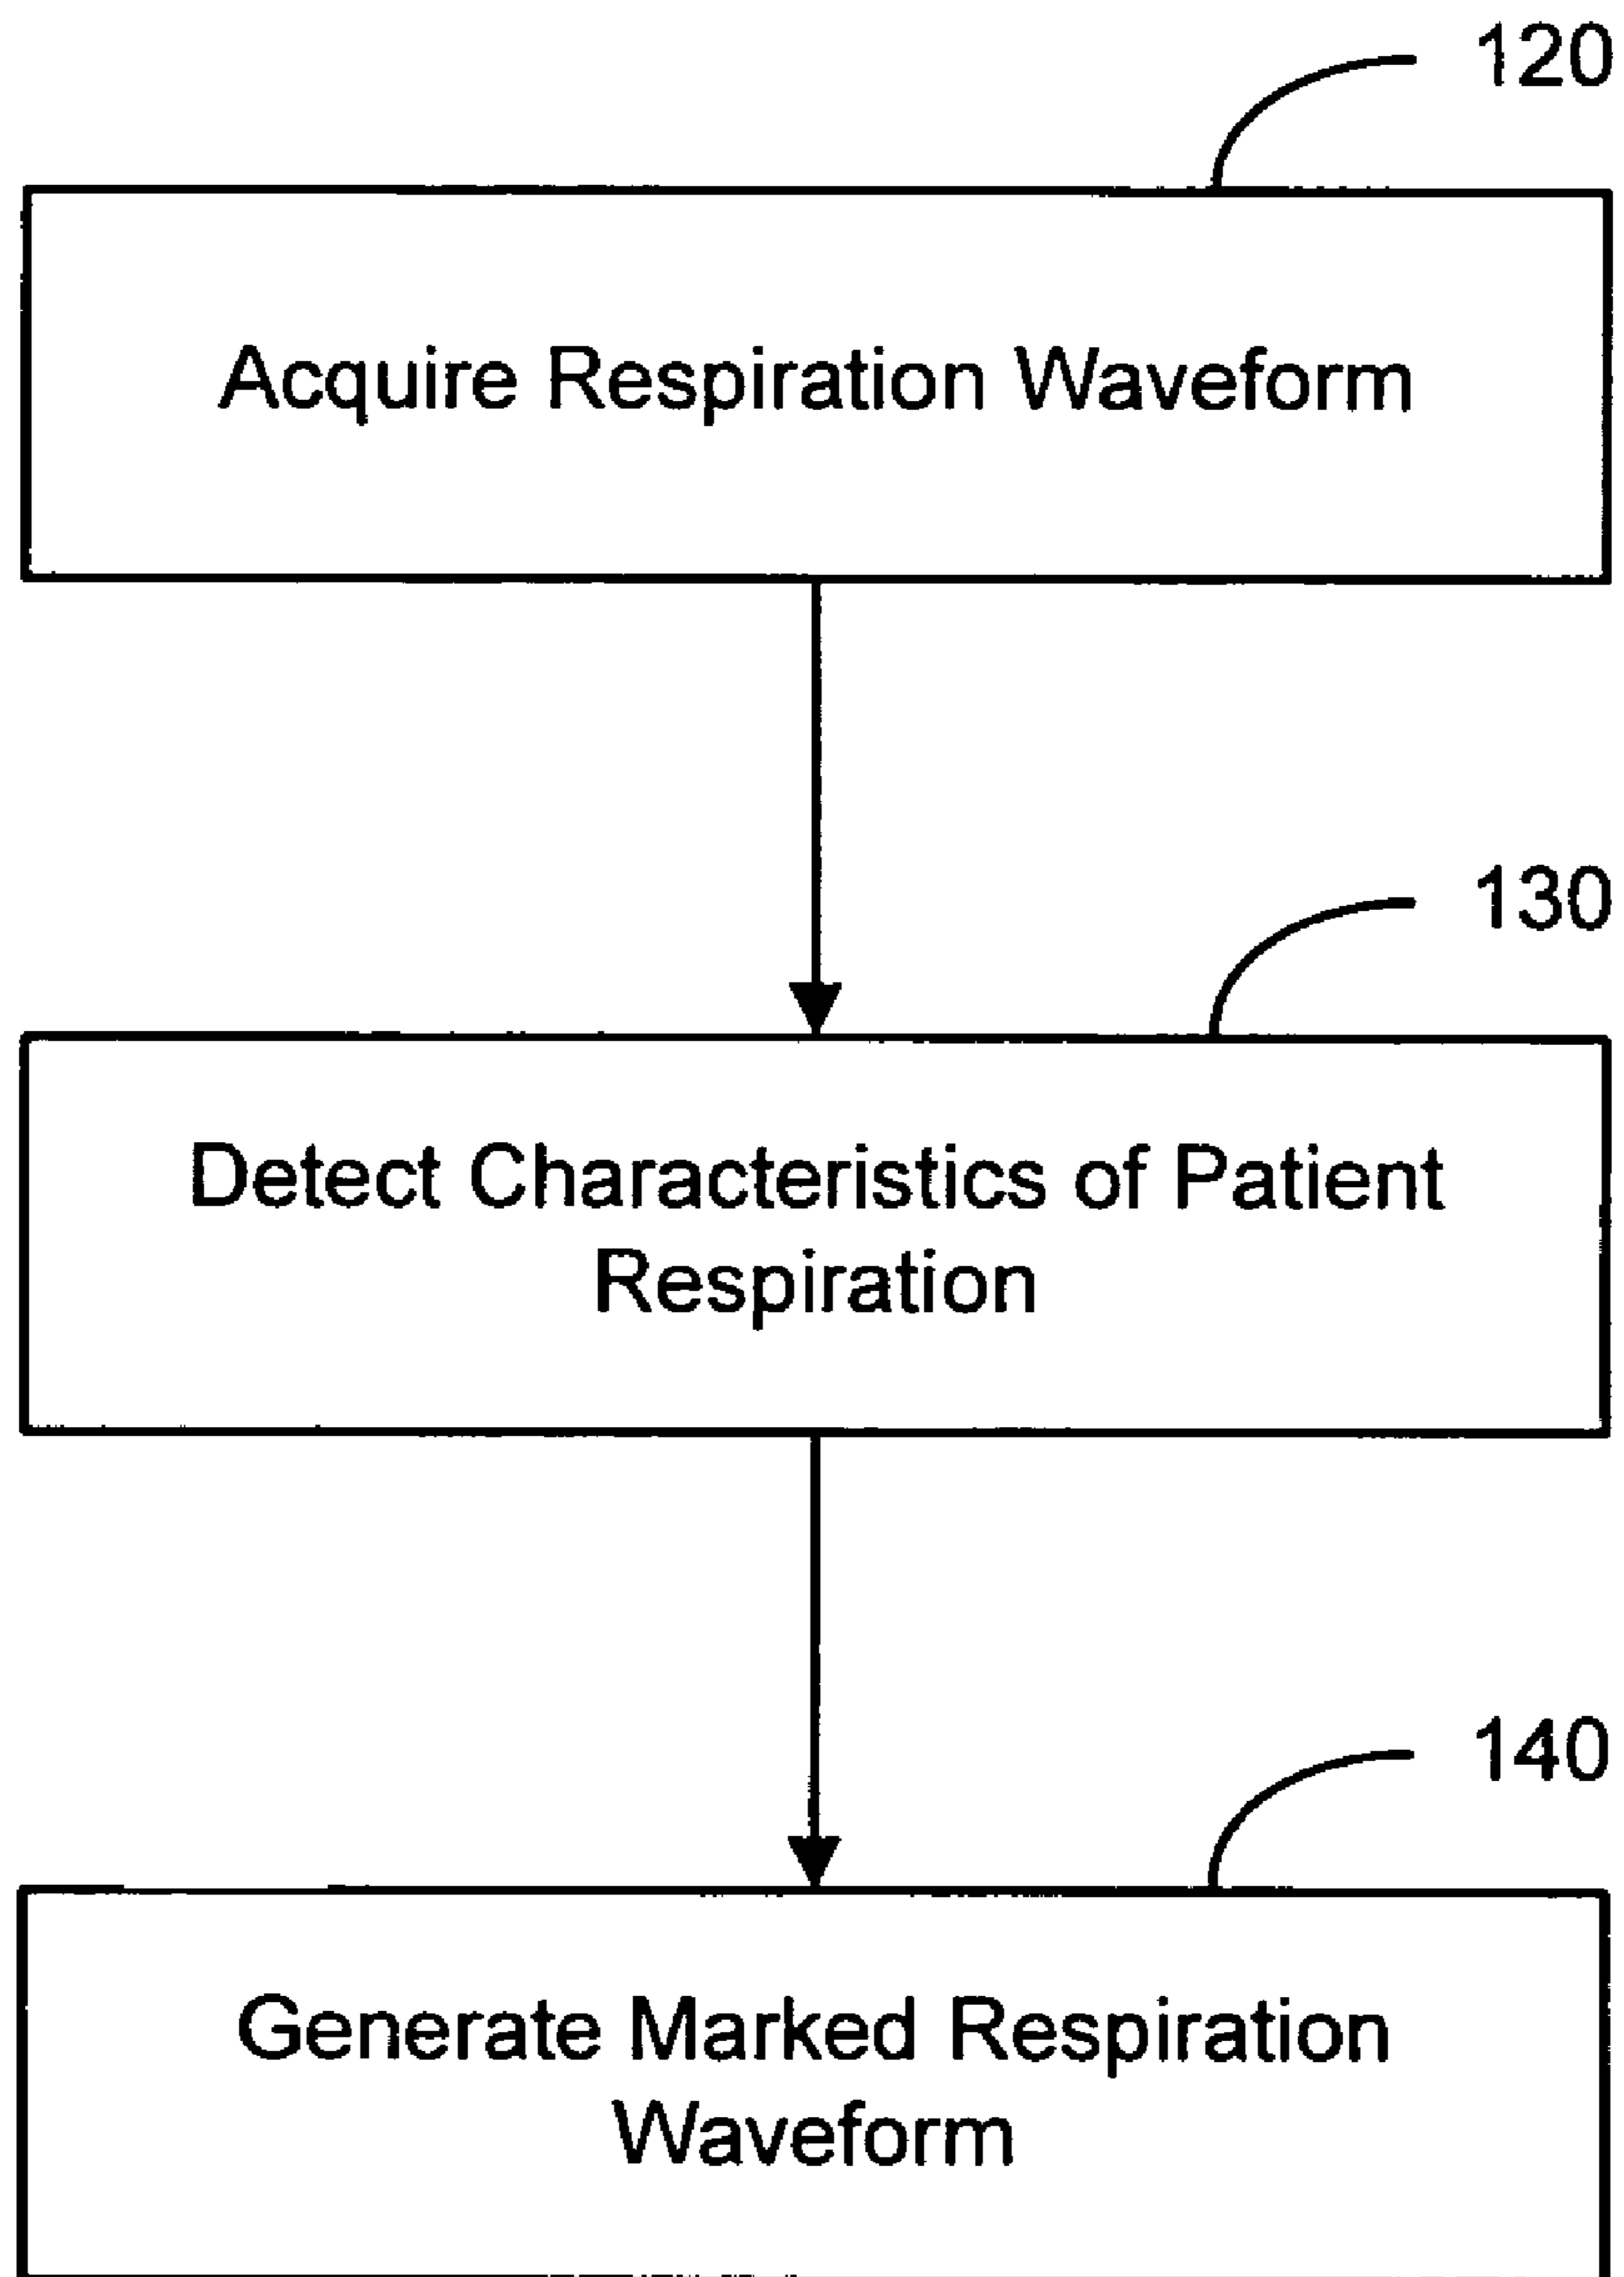 120
Acquire Respiration Waveform
130
Detect Characteristics of Patient
Respiration
140
Generate Marked Respiration
Waveform